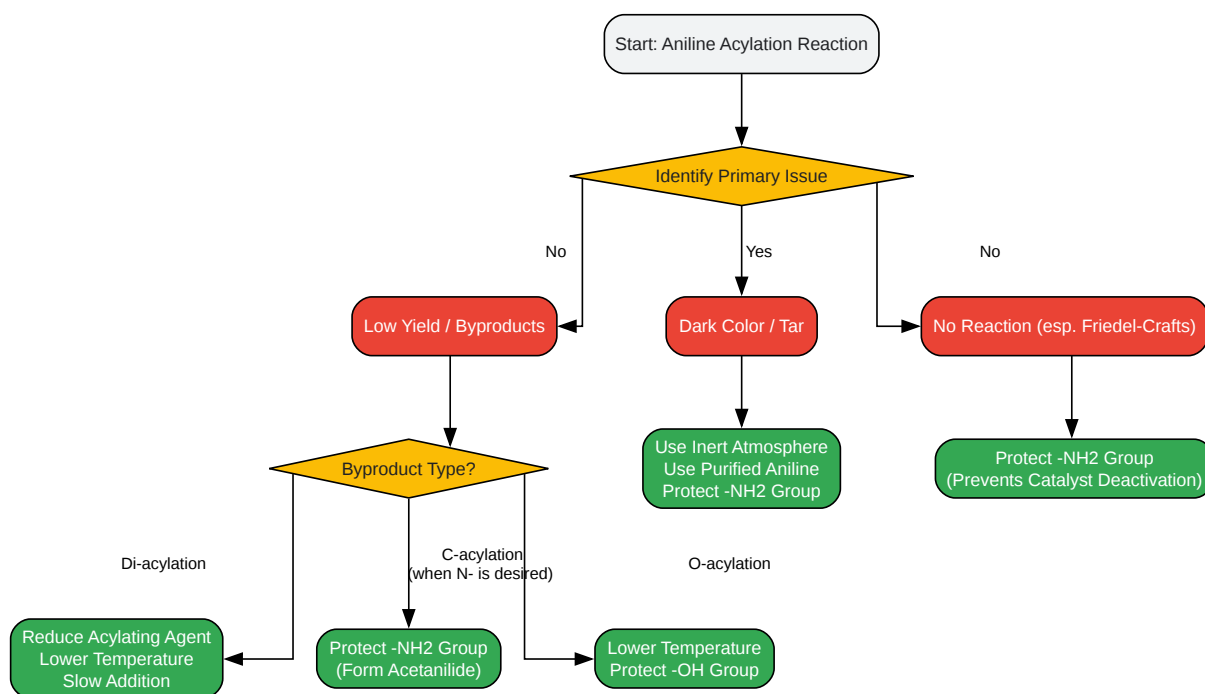 Start: Aniline Acylation Reaction
Identify Primary Issue
No
Yes
No
Low Yield / Byproducts
Dark Color / Tar
No Reaction (esp. Friedel-Crafts)
Use Inert Atmosphere
Use Purified Aniline
Protect -NH2 Group
Protect -NH2 Group
(Prevents Catalyst Deactivation)
Byproduct Type?
Di-acylation
C-acylation
(when N- is desired)
O-acylation
Reduce Acylating Agent
Lower Temperature
Slow Addition
Protect -NH2 Group
(Form Acetanilide)
Lower Temperature
Protect -OH Group